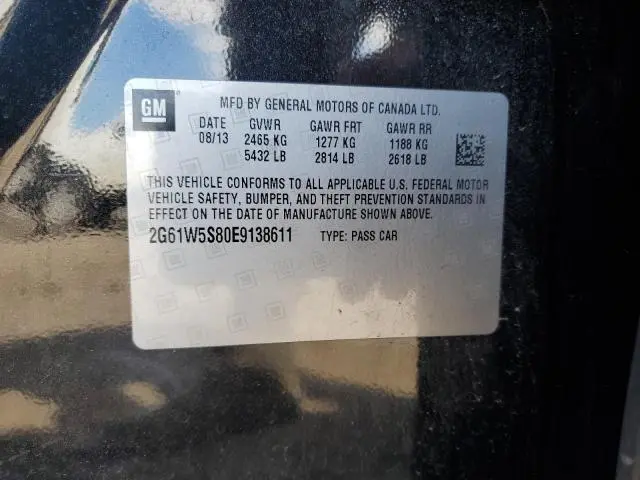 GM
MFD BY GENERAL MOTORS OF CANADA LTD.
DATE GVWR GAWR FRT GAWR RR
08/13 2465 KG 1277 KG 1188 KG
5432 LB 2814 LB 2618 LB
THIS VEHICLE CONFORMS TO ALL APPLICABLE U.S. FEDERAL MOTOR
VEHICLE SAFETY, BUMPER, AND THEFT PREVENTION STANDARDS IN
EFFECT ON THE DATE OF MANUFACTURE SHOWN ABOVE.
2G61W5S80E9138611 TYPE: PASS CAR